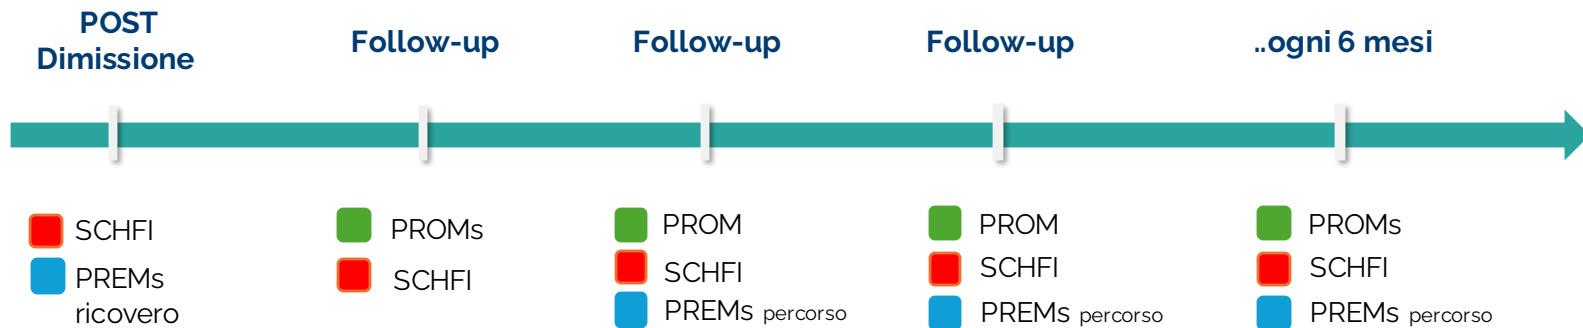 POST
Dimissione
Follow-up
Follow-up
Follow-up
..ogni 6 mesi
SCHFI
PREMs
ricovero
PROMs
SCHFI
PROM
SCHFI
PREMs percorso
PROM
SCHFI
PREMs percorso
PROMs
SCHFI
PREMs percorso